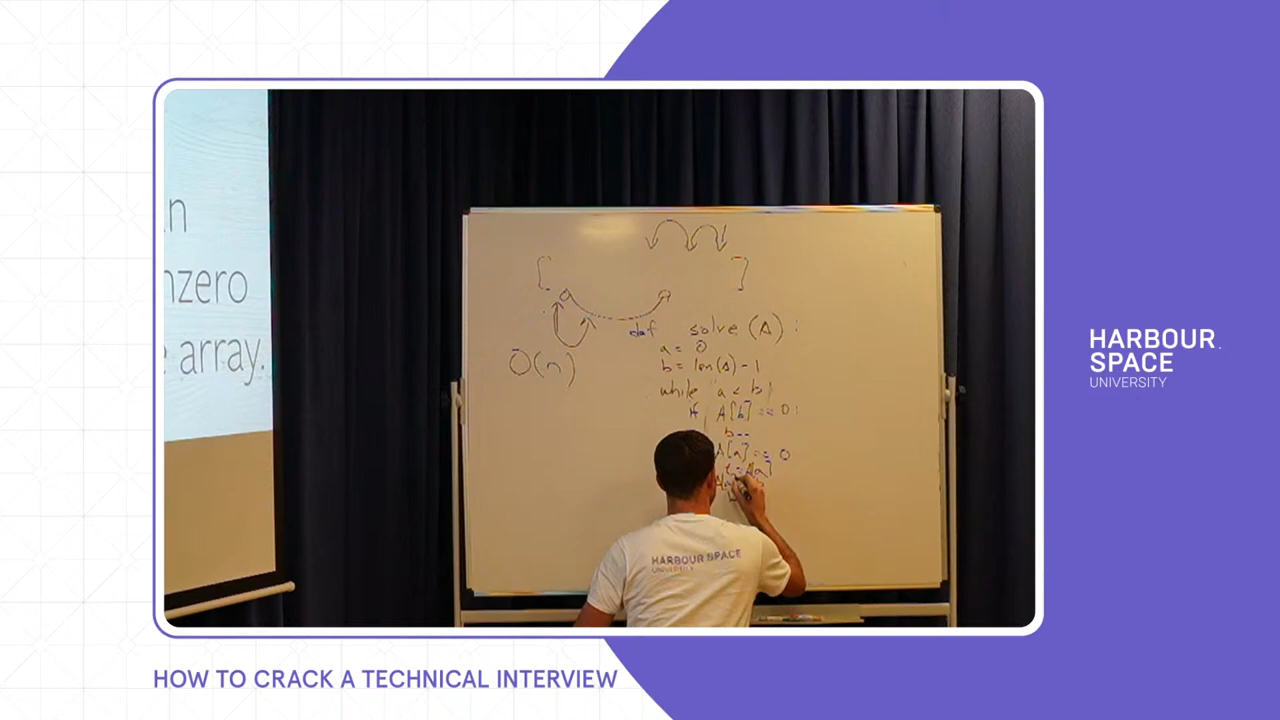 n
nzero
array.
[ ]
def solve(A):
O(n)
a = 0
b = len(A) - 1
while a < b
if A[b] == 0:
b--
A[a] == 0
HARBOUR SPACE
UNIVERSITY
HARBOUR.
SPACE
UNIVERSITY
HOW TO CRACK A TECHNICAL INTERVIEW